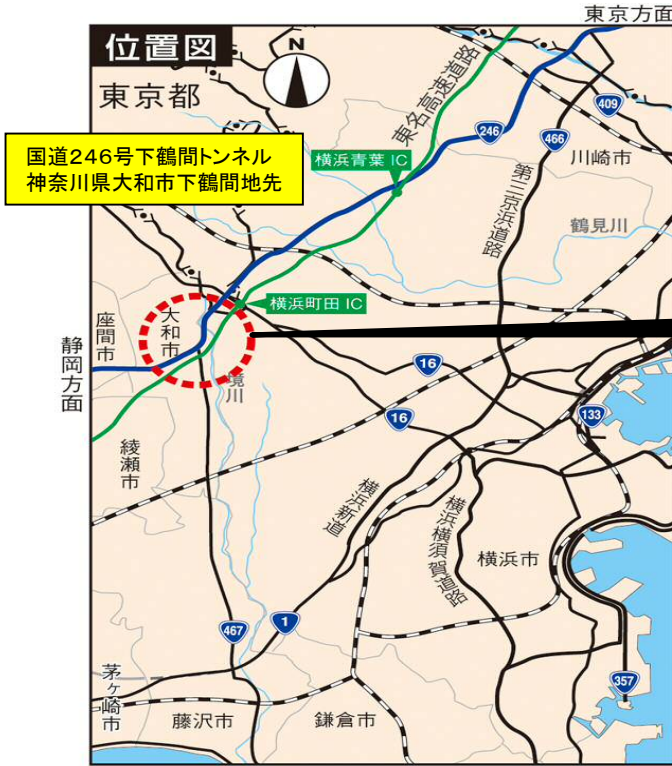 東京方面
位置図
N
東京都
東名高速道路
246
409
466
川崎市
国道246号下鶴間トンネル
神奈川県大和市下鶴間地先
横浜青葉 IC
第三京浜道路
鶴見川
横浜町田 IC
座間市
大和市
静岡方面
境川
16
16
133
綾瀬市
横浜新道
横浜横須賀道路
横浜市
467
1
357
茅ヶ崎市
藤沢市
鎌倉市